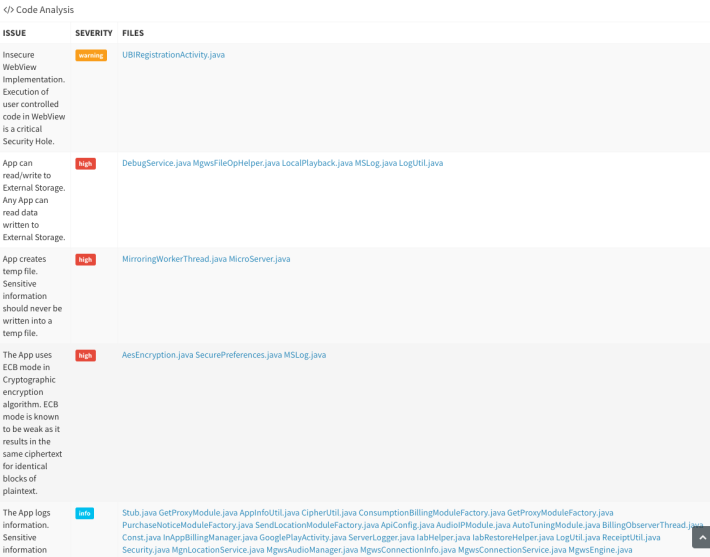 </> Code Analysis
ISSUE SEVERITY FILES
Insecure warning UBIRegistrationActivity.java
WebView
Implementation.
Execution of
user controlled
code in WebView
is a critical
Security Hole.
App can high DebugService.java MgwsFileOpHelper.java LocalPlayback.java MSLog.java LogUtil.java
read/write to
External Storage.
Any App can
read data
written to
External Storage.
App creates high MirroringWorkerThread.java MicroServer.java
temp file.
Sensitive
information
should never be
written into a
temp file.
The App uses high AesEncryption.java SecurePreferences.java MSLog.java
ECB mode in
Cryptographic
encryption
algorithm. ECB
mode is known
to be weak as it
results in the
same ciphertext
for identical
blocks of
plaintext.
The App logs info Stub.java GetProxyModule.java AppInfoUtil.java CipherUtil.java ConsumptionBillingModuleFactory.java GetProxyModuleFactory.java
information. PurchaseNoticeModuleFactory.java SendLocationModuleFactory.java ApiConfig.java AudioIPModule.java AutoTuningModule.java BillingObserverThread.java
Sensitive Const.java InAppBillingManager.java GooglePlayActivity.java ServerLogger.java IabHelper.java IabRestoreHelper.java LogUtil.java ReceiptUtil.java
information Security.java MgnLocationService.java MgwsAudioManager.java MgwsConnectionInfo.java MgwsConnectionService.java MgwsEngine.java